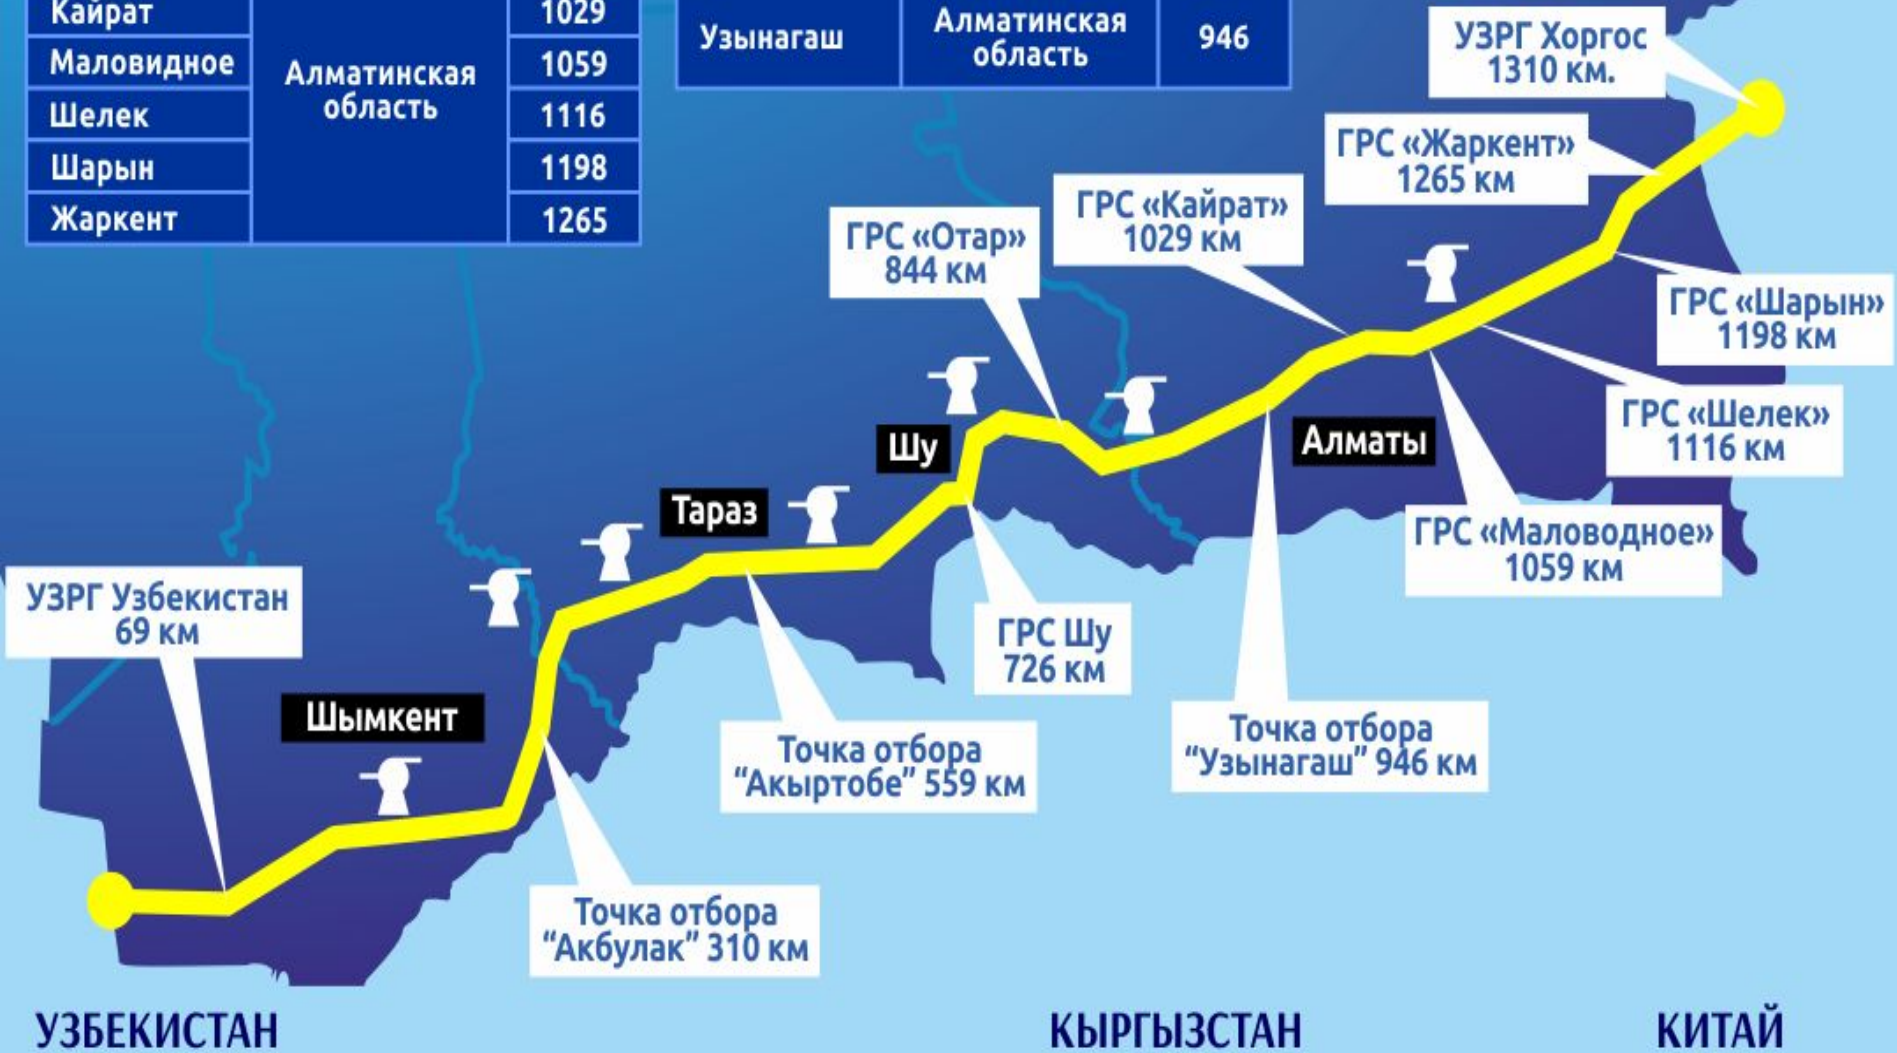 Кайрат
1029
Маловидное
1059
Шелек
Алматинская
область
1116
Шарын
1198
Жаркент
1265
Узынагаш
Алматинская
область
946
УЗРГ Хоргос
1310 км.
ГРС «Жаркент»
1265 км
ГРС «Кайрат»
1029 км
ГРС «Отар»
844 км
ГРС «Шарын»
1198 км
ГРС «Шелек»
1116 км
Шу
Алматы
Тараз
ГРС «Маловодное»
1059 км
УЗРГ Узбекистан
69 км
ГРС Шу
726 км
Шымкент
Точка отбора
“Узынагаш” 946 км
Точка отбора
“Акыртобе” 559 км
Точка отбора
“Акбулак” 310 км
УЗБЕКИСТАН
КЫРГЫЗСТАН
КИТАЙ